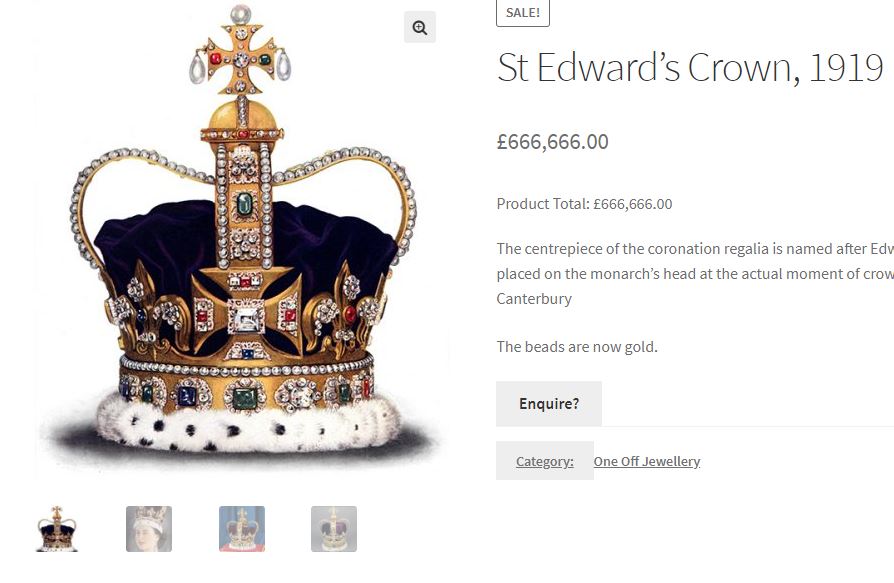 SALE!
St Edward’s Crown, 1919
£666,666.00
Product Total: £666,666.00
The centrepiece of the coronation regalia is named after
placed on the monarch’s head at the actual moment of
Canterbury
The beads are now gold.
Enquire?
Category: One Off Jewellery